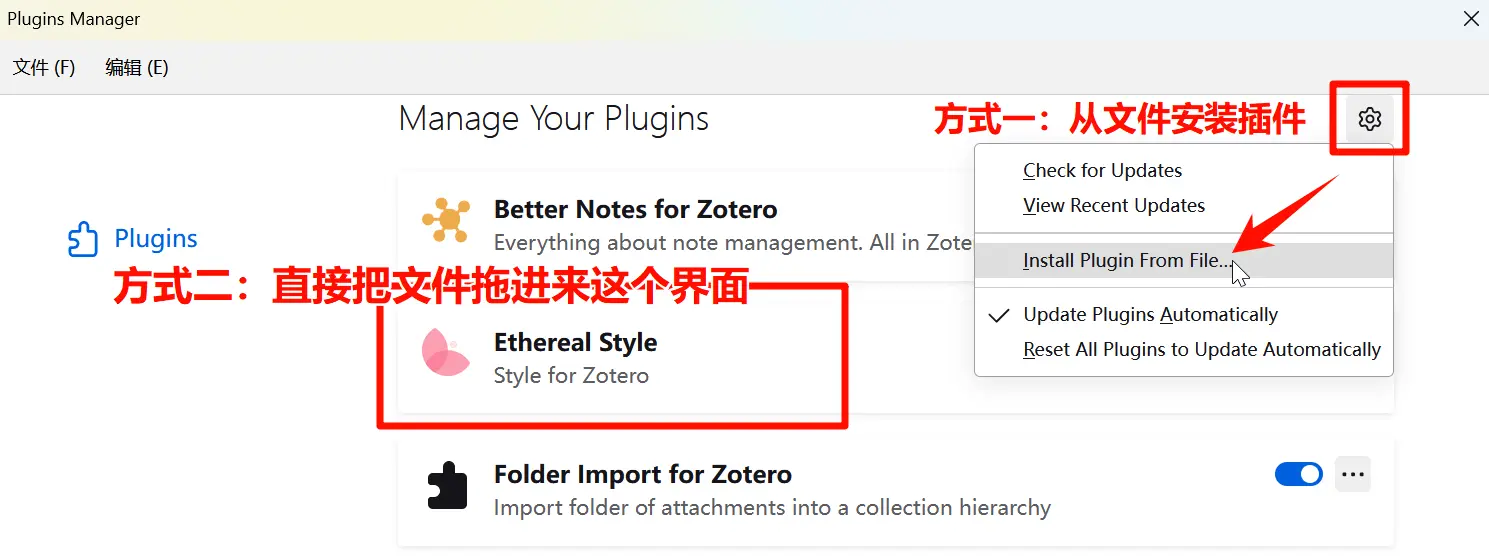 Plugins Manager
文件 (F)
编辑 (E)
Manage Your Plugins
方式一：从文件安装插件
Check for Updates
View Recent Updates
Install Plugin From File...
Update Plugins Automatically
Reset All Plugins to Update Automatically
Plugins
Better Notes for Zotero
Everything about note management. All in Zote
方式二：直接把文件拖进来这个界面
Ethereal Style
Style for Zotero
Folder Import for Zotero
Import folder of attachments into a collection hierarchy